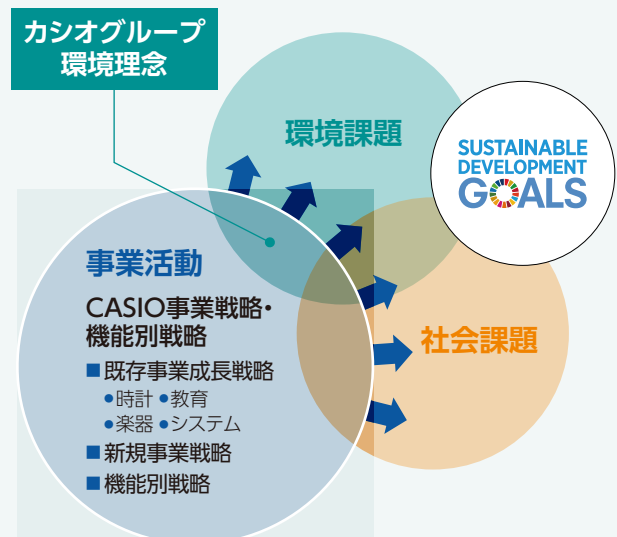 カシオグループ
環境理念
環境課題
SUSTAINABLE
DEVELOPMENT
GOALS
事業活動
CASIO事業戦略・
機能別戦略
■既存事業成長戦略
●時計 ●教育
●楽器 ●システム
■新規事業戦略
■機能別戦略
社会課題